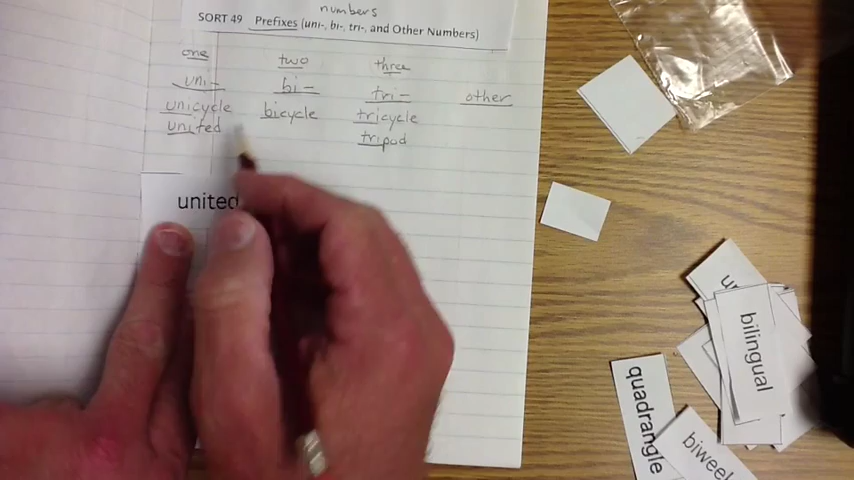 numbers
SORT 49 Prefixes (uni-, bi-, tri-, and Other Numbers)
one two three
uni- bi- tri- other
unicycle bicycle tricycle
united tripod
united
bilingual
quadrangle